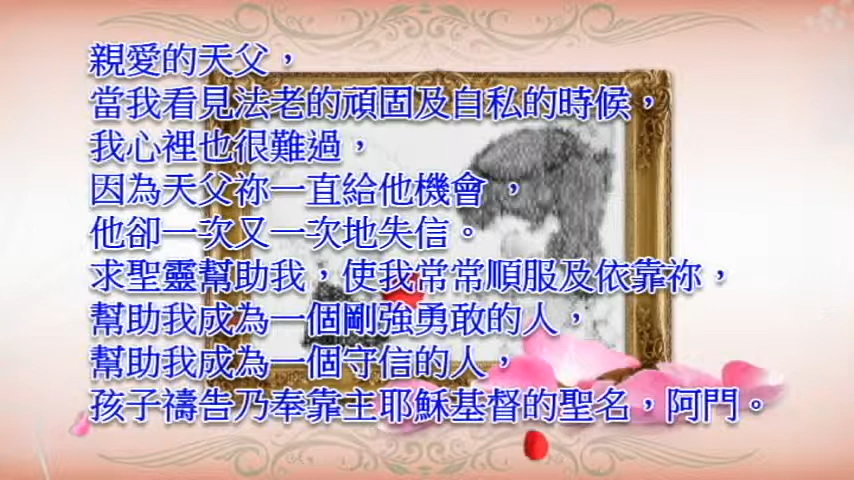 親愛的天父，
當我看見法老的頑固及自私的時候，
我心裡也很難過，
因為天父祢一直給他機會，
他卻一次又一次地失信。
求聖靈幫助我，使我常常順服及依靠祢，
幫助我成為一個剛強勇敢的人，
幫助我成為一個守信的人，
孩子禱告乃奉靠主耶穌基督的聖名，阿門。